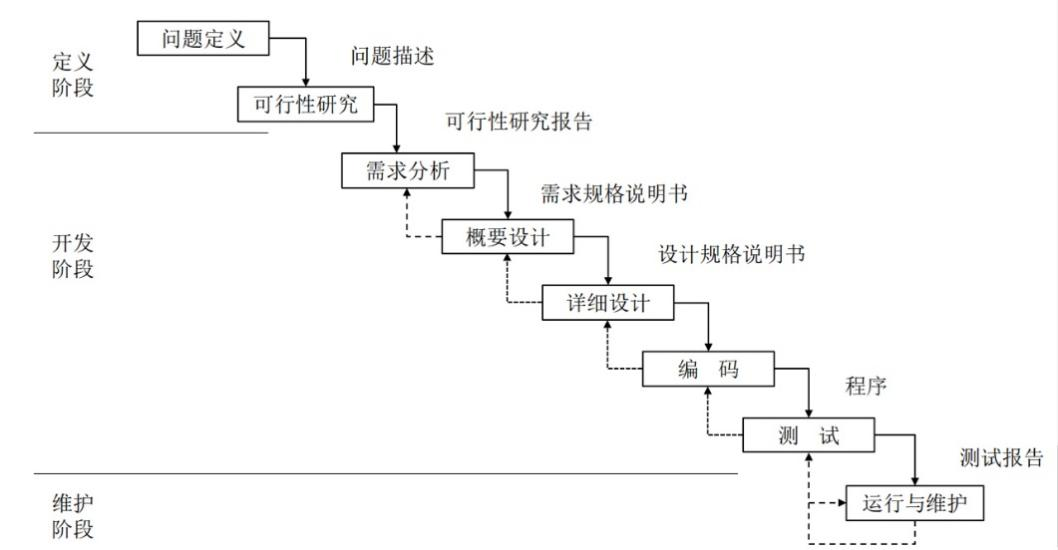 问题定义
问题描述
定义
阶段
可行性研究
可行性研究报告
需求分析
需求规格说明书
开发
阶段
概要设计
设计规格说明书
详细设计
编 码
程序
测 试
测试报告
维护
阶段
运行与维护